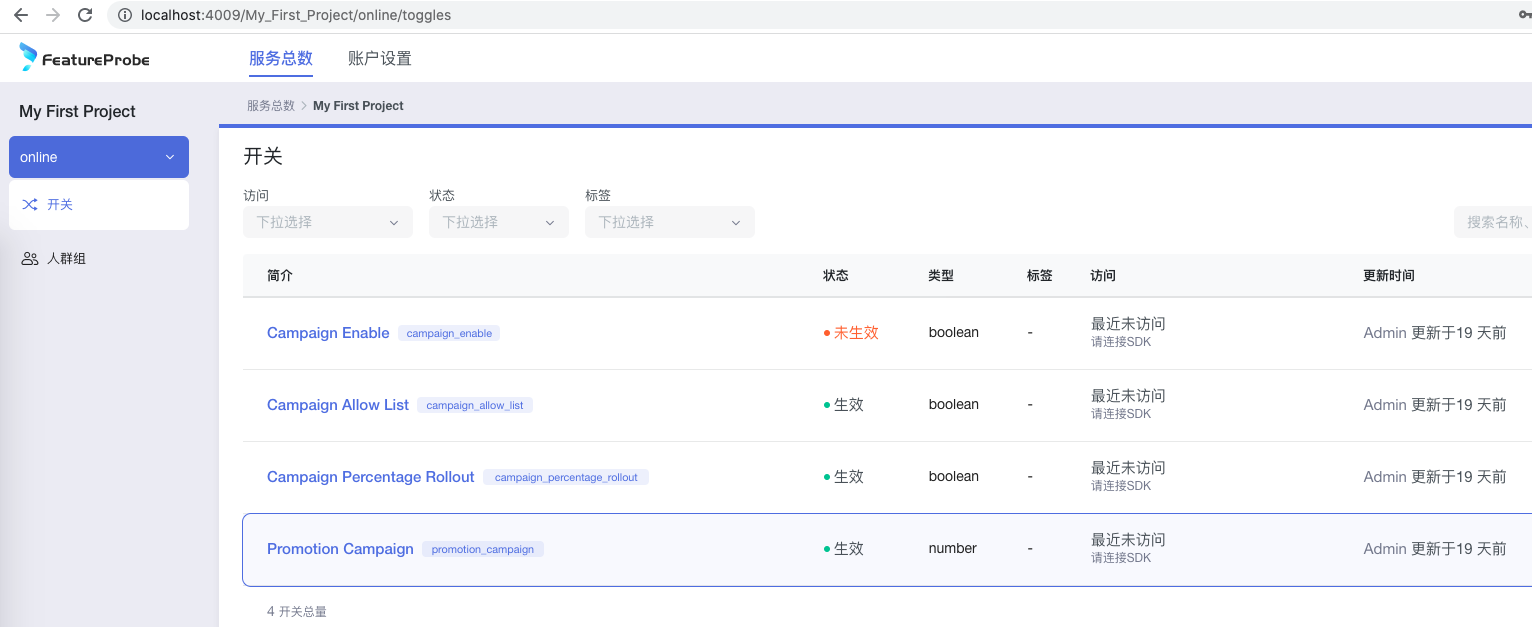 localhost:4009/My_First_Project/online/toggles
FeatureProbe
服务总数 账户设置
My First Project
服务总数 > My First Project
online
开关
人群组
开关
访问 状态 标签
下拉选择 下拉选择 下拉选择 搜索名称、
简介 状态 类型 标签 访问 更新时间
Campaign Enable campaign_enable 未生效 boolean - 最近未访问 Admin 更新于19 天前
请连接SDK
Campaign Allow List campaign_allow_list 生效 boolean - 最近未访问 Admin 更新于19 天前
请连接SDK
Campaign Percentage Rollout campaign_percentage_rollout 生效 boolean - 最近未访问 Admin 更新于19 天前
请连接SDK
Promotion Campaign promotion_campaign 生效 number - 最近未访问 Admin 更新于19 天前
请连接SDK
4 开关总量